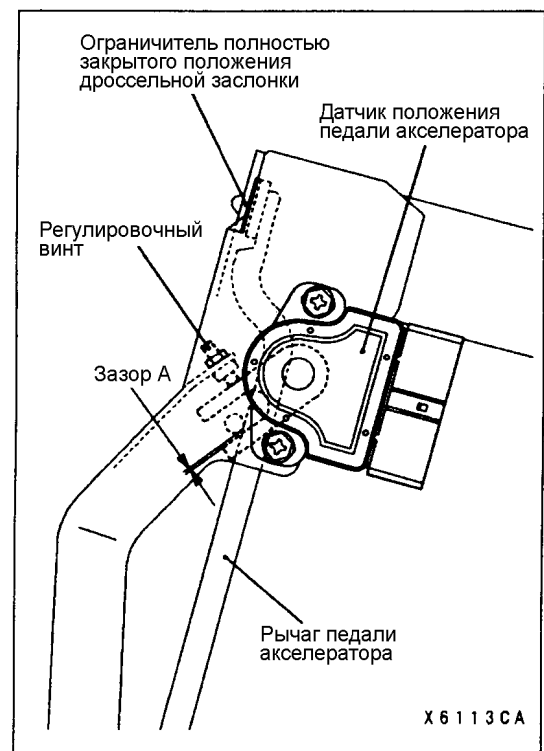 Ограничитель полностью
закрытого положения
дроссельной заслонки
Датчик положения
педали акселератора
Регулировочный
винт
Зазор А
Рычаг педали
акселератора
X6113CA